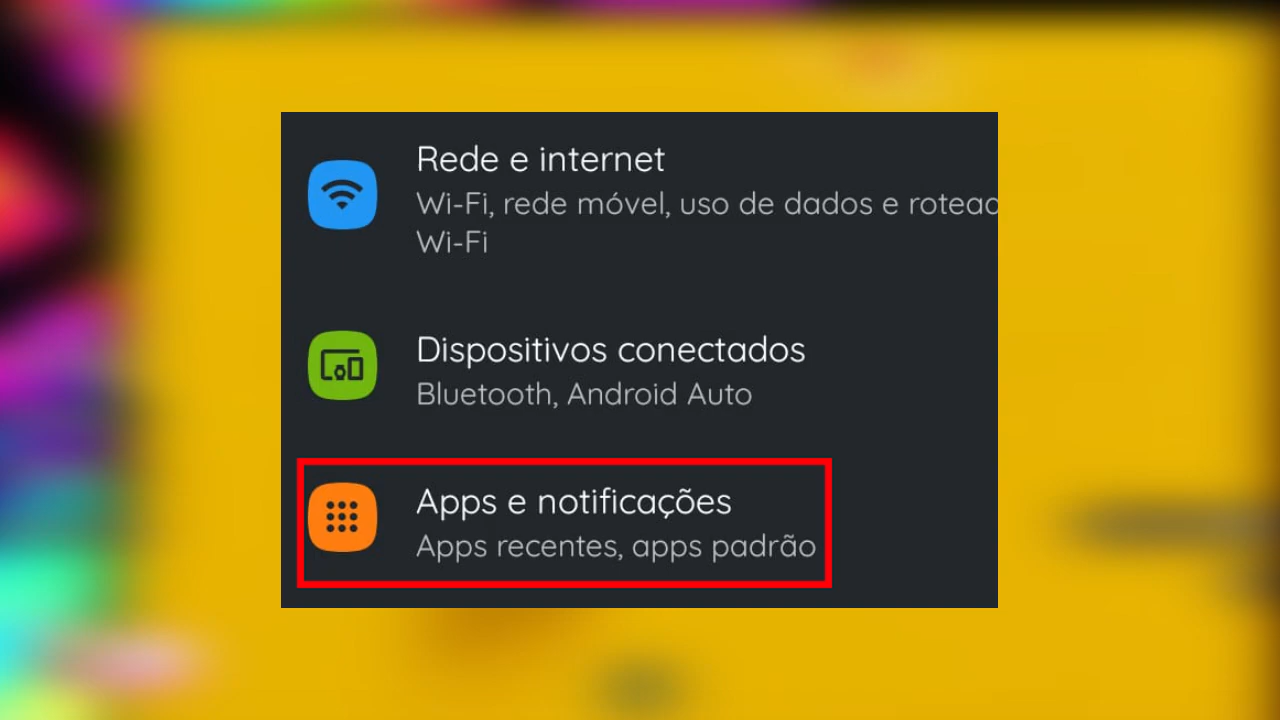 Rede e internet
Wi-Fi, rede móvel, uso de dados e rotead
Wi-Fi
Dispositivos conectados
Bluetooth, Android Auto
Apps e notificações
Apps recentes, apps padrão